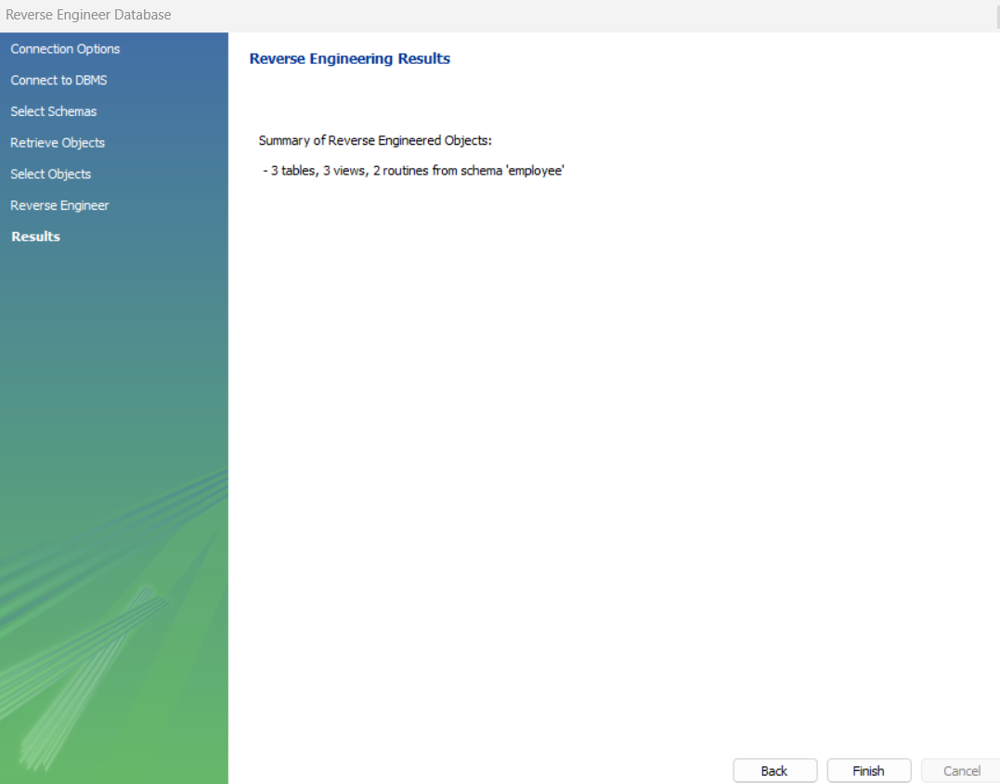 Reverse Engineer Database
Connection Options
Connect to DBMS
Select Schemas
Retrieve Objects
Select Objects
Reverse Engineer
Results
Reverse Engineering Results
Summary of Reverse Engineered Objects:
- 3 tables, 3 views, 2 routines from schema 'employee'
Back
Finish
Cancel